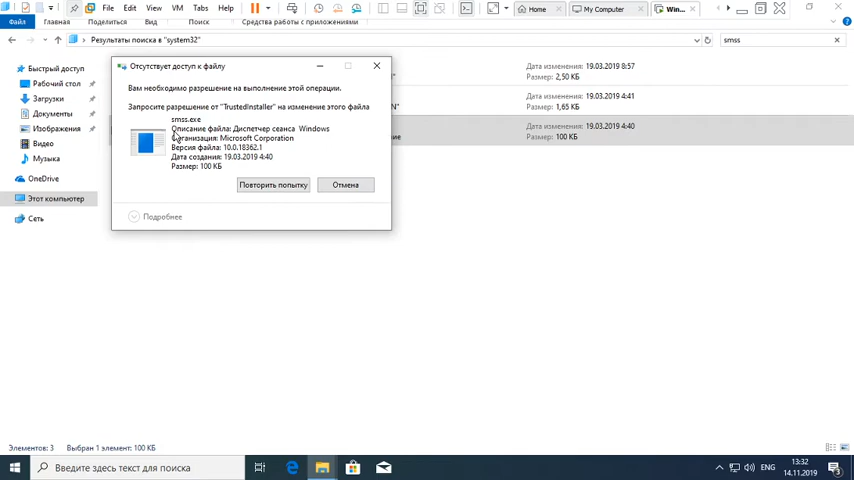 File Edit View VM Tabs Help Home My Computer Win...
Файл Главная Поделиться Вид Поиск Средства работы с приложениями
Результаты поиска в "system32" smss
Отсутствует доступ к файлу
Вам необходимо разрешение на выполнение этой операции.
Запросите разрешение от "TrustedInstaller" на изменение этого файла
smss.exe
Описание файла: Диспетчер сеанса Windows
Организация: Microsoft Corporation
Версия файла: 10.0.18362.1
Дата создания: 19.03.2019 4:40
Размер: 100 КБ
Повторить попытку Отмена
Подробнее
Быстрый доступ
Рабочий стол
Загрузки
Документы
Изображения
Видео
Музыка
OneDrive
Этот компьютер
Сеть
Дата изменения: 19.03.2019 8:57
Размер: 2,50 КБ
Дата изменения: 19.03.2019 4:41
Размер: 1,65 КБ
Дата изменения: 19.03.2019 4:40
Размер: 100 КБ
Элементов: 3 Выбран 1 элемент: 100 КБ
Введите здесь текст для поиска
ENG
13:32
14.11.2019
3